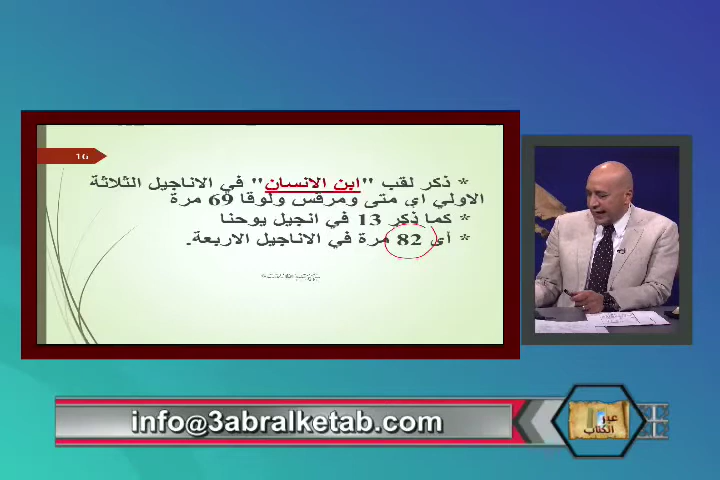 16
* ذكر لقب "ابن الانسان" في الاناجيل الثلاثة
الاولي اي متى ومرقس ولوقا 69 مرة
* كما ذكر 13 في انجيل يوحنا
* أي 82 مرة في الاناجيل الاربعة.
info@3abralketab.com
عبر
الكتاب